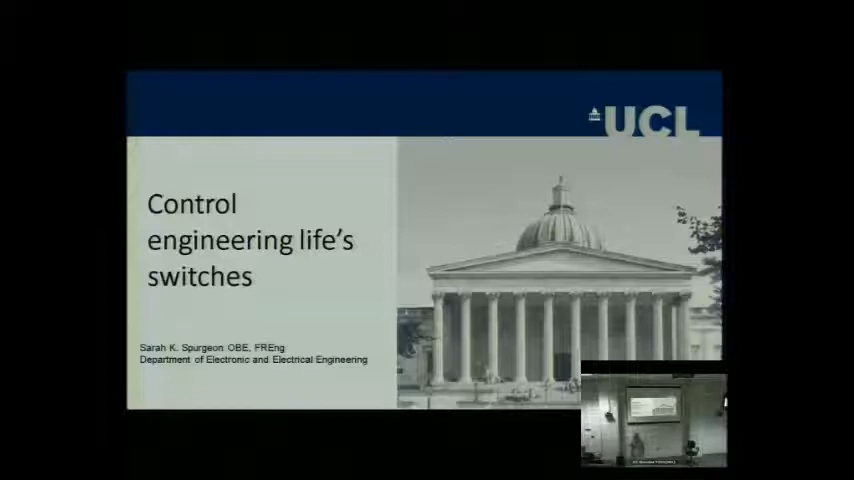 UCL
Control
engineering life's
switches
Sarah K. Spurgeon OBE, FREng
Department of Electronic and Electrical Engineering